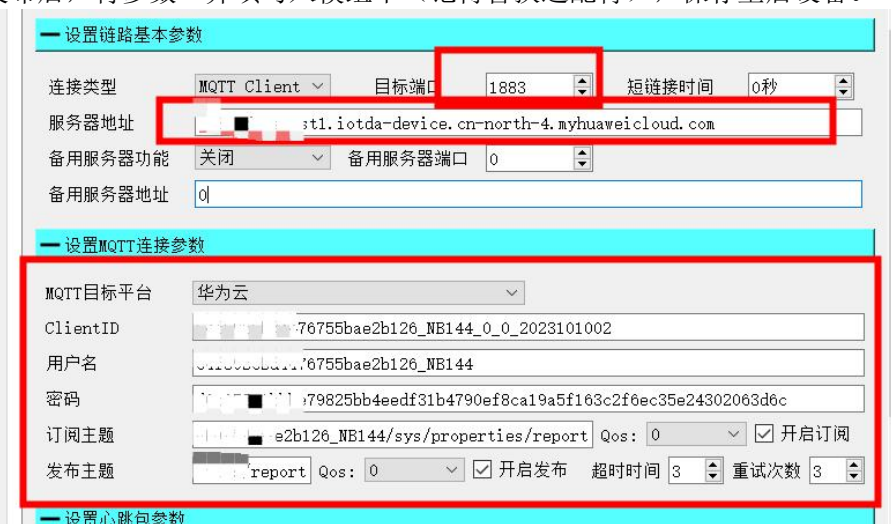 一 设置链路基本参数
连接类型 MQTT Client 目标端口 1883 短链接时间 0秒
服务器地址 st1.iotda-device.cn-north-4.myhuaweicloud.com
备用服务器功能 关闭 备用服务器端口 0
备用服务器地址 0
一 设置MQTT连接参数
MQTT目标平台 华为云
ClientID 76755bae2b126_NB144_0_0_2023101002
用户名 6755bae2b126_NB144
密码 79825bb4eedf31b4790ef8ca19a5f163c2f6ec35e24302063d6c
订阅主题 e2b126_NB144/sys/properties/report Qos: 0 开启订阅
发布主题 /report Qos: 0 开启发布 超时时间 3 重试次数 3
一 设置心跳包参数